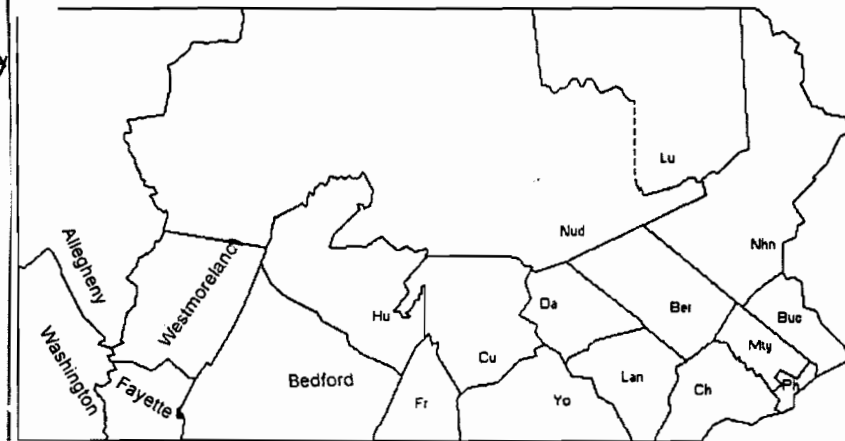 Lu
Nud
Nhn
Allegheny
Westmoreland
Hu
Da
Ber
Buc
Washington
Cu
Mty
Fayette
Bedford
Fr
Yo
Lan
Ch
Ph